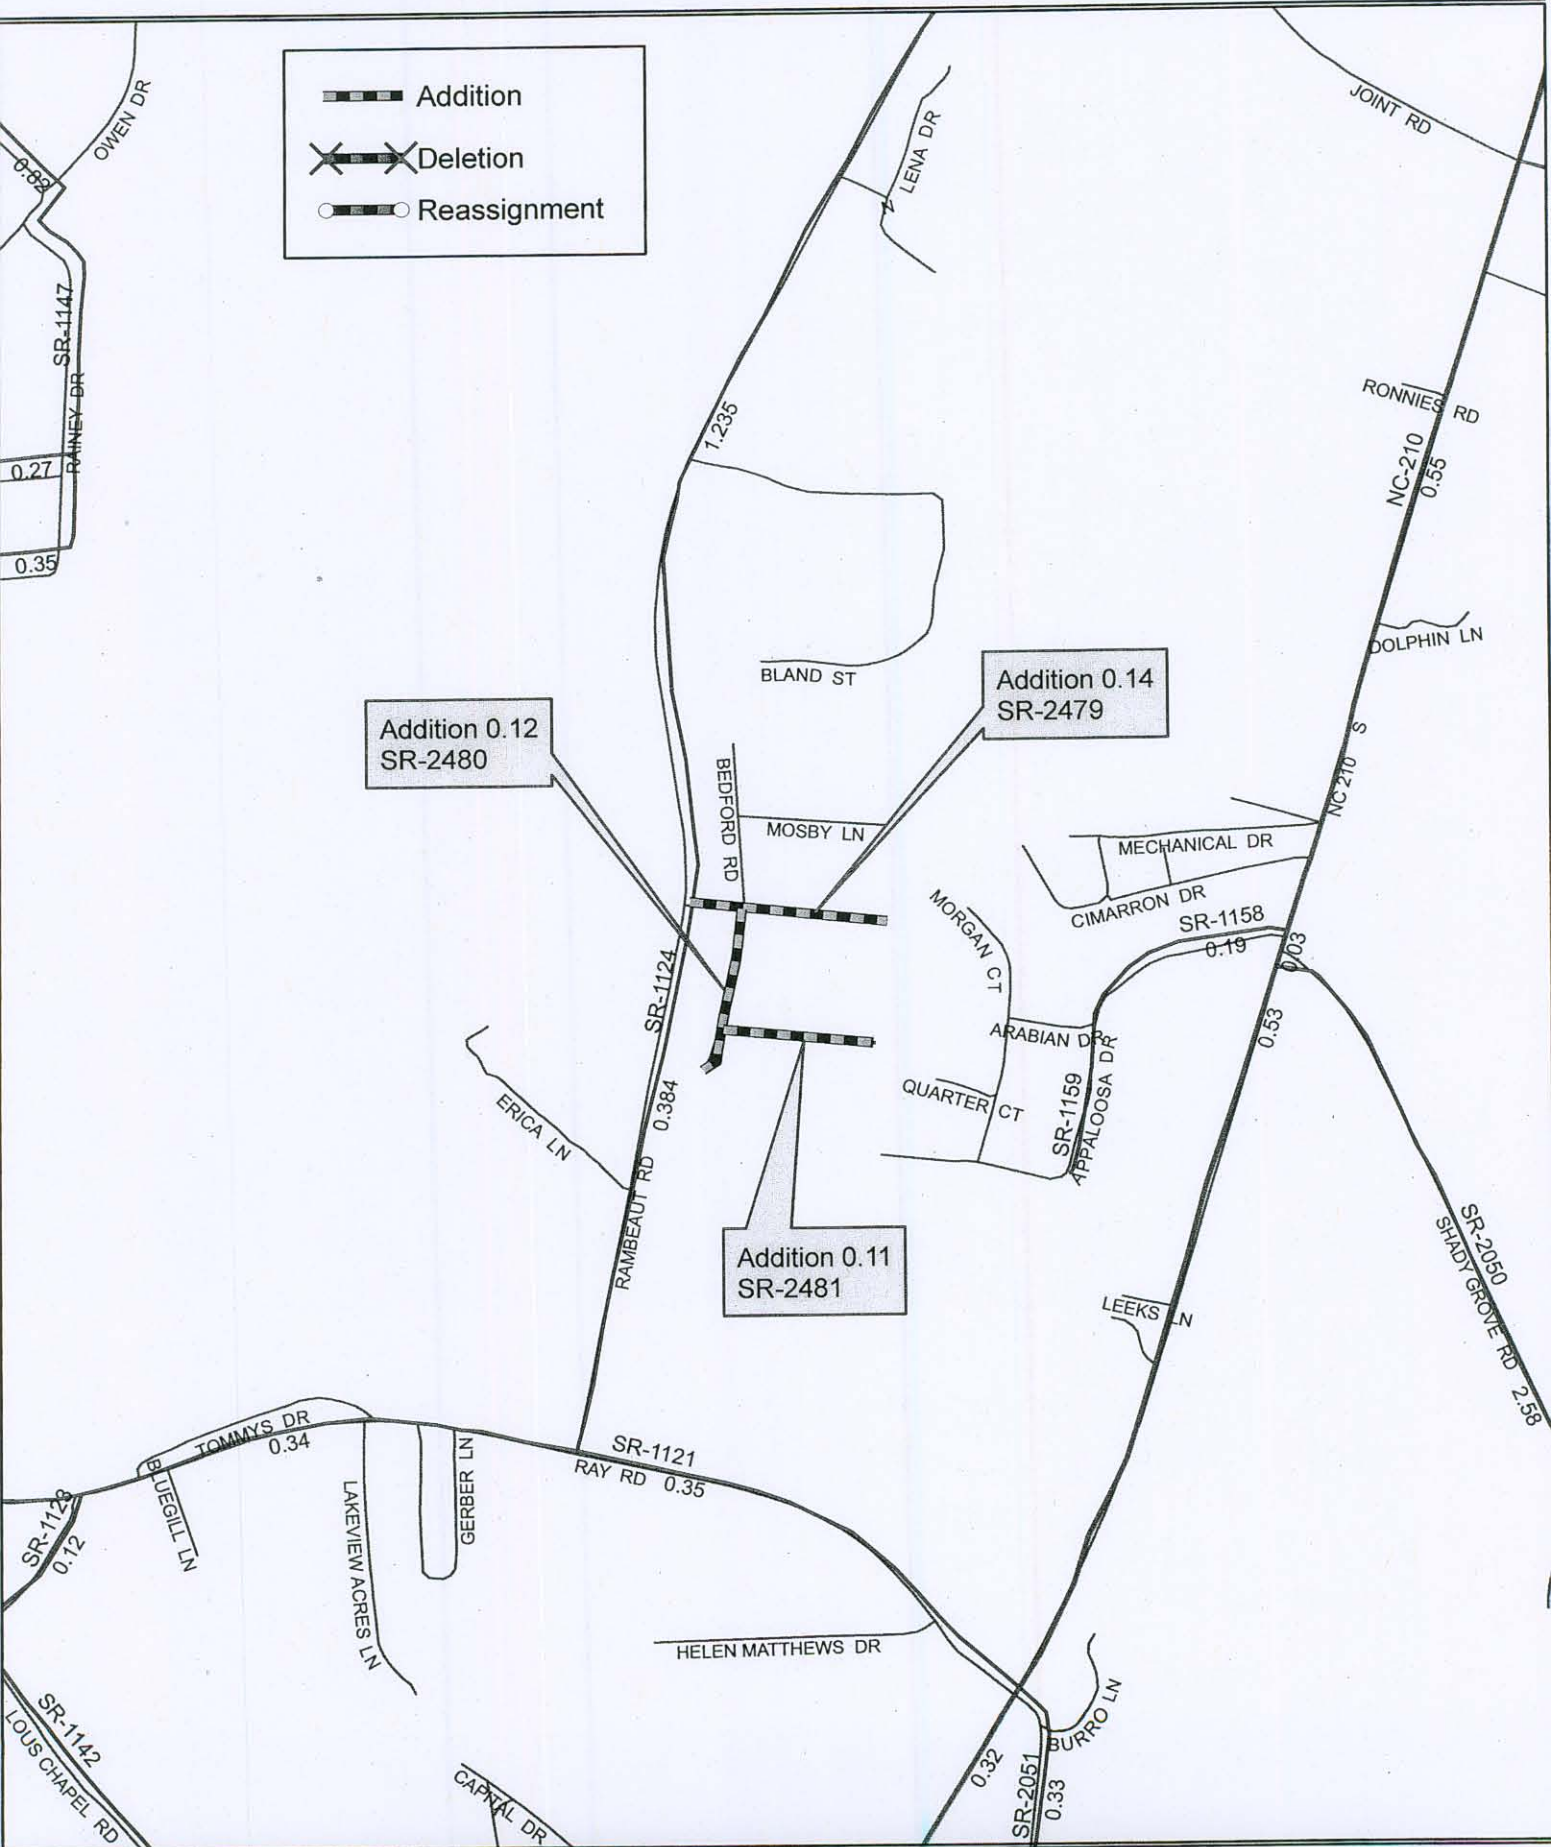 Addition
Deletion
Reassignment
OWEN DR
0.82
SR-1147
RAINEY DR
0.27
0.35
LENA DR
JOINT RD
1.235
RONNIES RD
NC-210
0.55
DOLPHIN LN
BLAND ST
Addition 0.14
SR-2479
Addition 0.12
SR-2480
BEDFORD RD
MOSBY LN
NC 210 S
MECHANICAL DR
CIMARRON DR
MORGAN CT
SR-1158
0.19
0.03
SR-1124
0.53
ARABIAN DR
QUARTER CT
SR-1159
APPALOOSA DR
0.384
ERICA LN
RAMBEAUT RD
Addition 0.11
SR-2481
SR-2050
SHADY GROVE RD 2.58
LEEKS LN
TOMMYS DR
0.34
SR-1121
RAY RD 0.35
GERBER LN
BLUEGILL LN
LAKEVIEW ACRES LN
SR-1123
0.12
HELEN MATTHEWS DR
BURRO LN
SR-1142
LOUS CHAPEL RD
CAPITAL DR
0.32
SR-2051
0.33